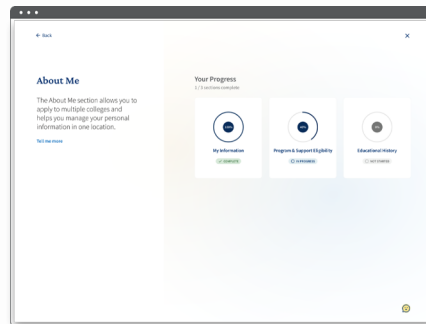 ← Back
About Me
The About Me section allows you to
apply to multiple colleges and
helps you manage your personal
information in one location.
Tell me more
Your Progress
1 / 3 sections complete
100%
My Information
COMPLETE
Program & Support Eligibility
IN PROGRESS
0%
Educational History
NOT STARTED